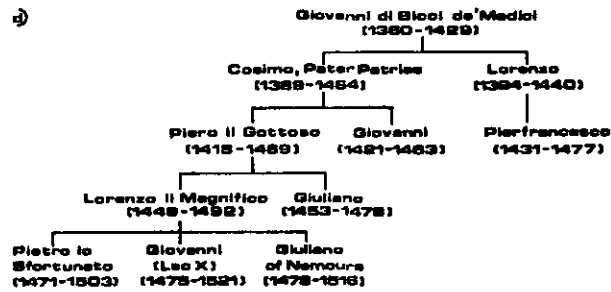 Giovanni di Bicci de'Medici
(1360-1429)
Cosimo, Pater Patriae
(1389-1464)
Lorenzo
(1394-1440)
Piero il Gottoso
(1416-1469)
Giovanni
(1421-1463)
Pierfrancesco
(1431-1477)
Lorenzo il Magnifico
(1449-1492)
Giuliano
(1453-1478)
Pietro lo
Sfortunato
(1471-1503)
Giovanni
(Leo X)
(1475-1521)
Giuliano
of Nemours
(1478-1516)